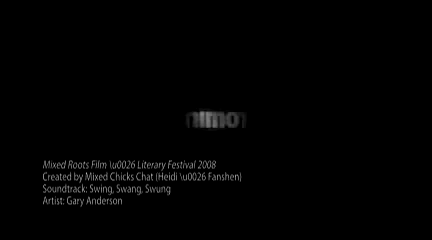 Mixed Roots Film \u0026 Literary Festival 2008
Created by Mixed Chicks Chat (Heidi \u0026 Fanshen)
Soundtrack: Swing, Swang, Swung
Artist: Gary Anderson